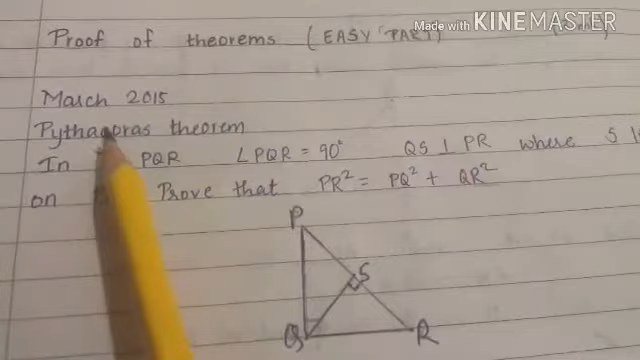 Made with KINEMASTER
Proof of theorems (EASY PART)
March 2015
Pythagoras theorem
In PQR ∠PQR = 90° QS ⊥ PR where S
on Prove that PR² = PQ² + QR²
P
S
Q
R